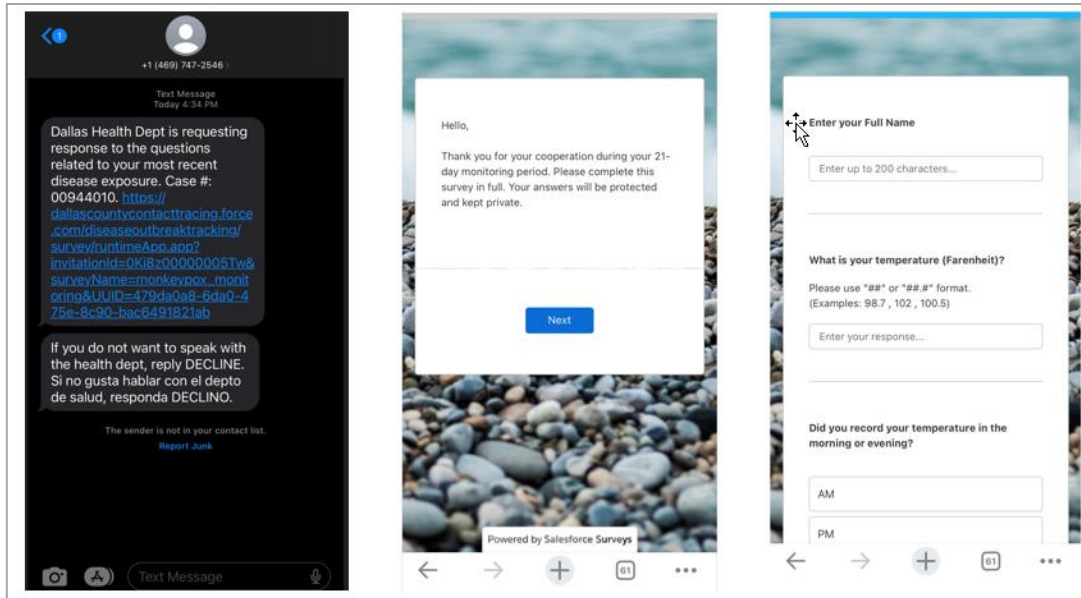 1
+1 (469) 747-2546
Text Message
Today 4:34 PM
Dallas Health Dept is requesting
response to the questions
related to your most recent
disease exposure. Case #:
00944010. https://
dallascountycontacttracing.force
.com/diseaseoutbreaktracking/
survey/runtimeApp.app?
invitationId=0Ki8z00000005Tw&
surveyName=monkeypox_monit
oring&UUID=479da0a8-6da0-4
75e-8c90-bac6491821ab
If you do not want to speak with
the health dept, reply DECLINE.
Si no gusta hablar con el depto
de salud, responda DECLINO.
The sender is not in your contact list.
Report Junk
Text Message
Hello,
Thank you for your cooperation during your 21-
day monitoring period. Please complete this
survey in full. Your answers will be protected
and kept private.
Next
Powered by Salesforce Surveys
61
Enter your Full Name
Enter up to 200 characters...
What is your temperature (Farenheit)?
Please use "##" or "##.#" format.
(Examples: 98.7 , 102 , 100.5)
Enter your response...
Did you record your temperature in the
morning or evening?
AM
PM
61